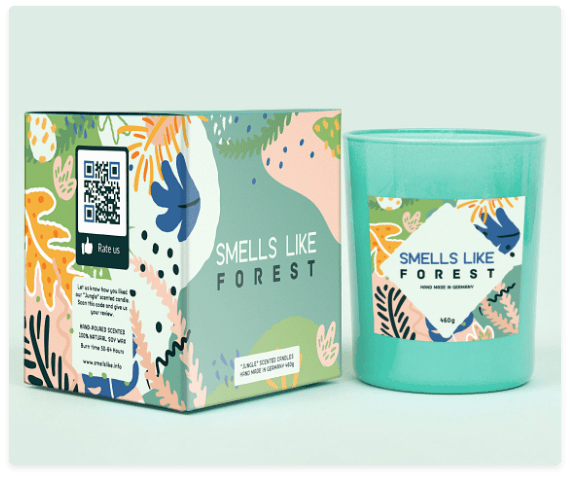 Rate us
Let us know how you liked
our "Jungle" scented candle.
Scan this code and give us
your review.
HAND-POURED SCENTED
100% NATURAL SOY WAX
Burn time 58-64 Hours
www.smellslike.info
SMELLS LIKE
FOREST
"JUNGLE" SCENTED CANDLES
HAND MADE IN GERMANY 460g
SMELLS LIKE
FOREST
HAND MADE IN GERMANY
460g